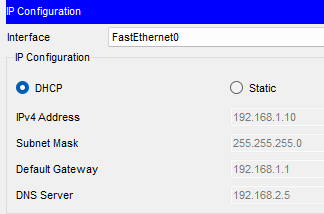 IP Configuration
Interface FastEthernet0
IP Configuration
DHCP Static
IPv4 Address 192.168.1.10
Subnet Mask 255.255.255.0
Default Gateway 192.168.1.1
DNS Server 192.168.2.5